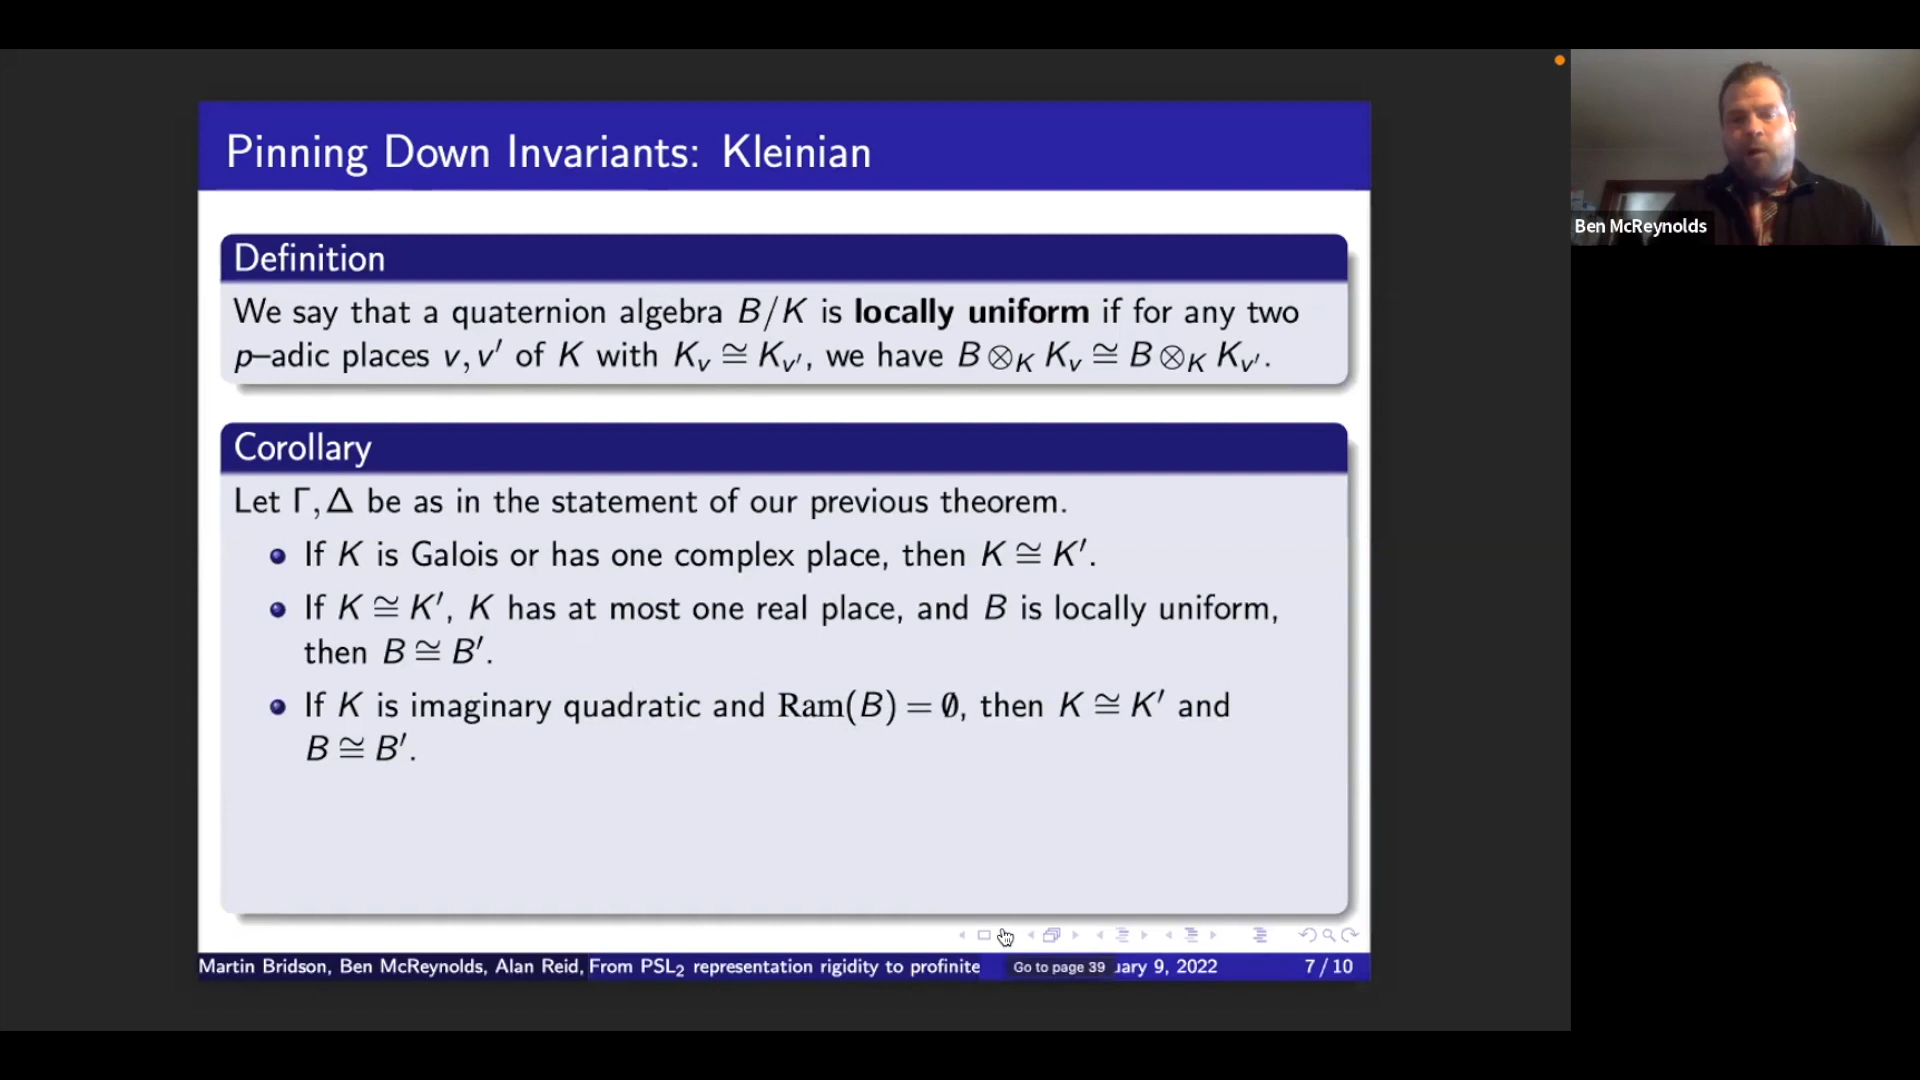 Pinning Down Invariants: Kleinian
Definition
We say that a quaternion algebra B/K is locally uniform if for any two
p–adic places v, v′ of K with Kᵥ ≅ Kᵥ′, we have B ⊗_K Kᵥ ≅ B ⊗_K Kᵥ′.
Corollary
Let Γ, Δ be as in the statement of our previous theorem.
If K is Galois or has one complex place, then K ≅ K′.
If K ≅ K′, K has at most one real place, and B is locally uniform,
then B ≅ B′.
If K is imaginary quadratic and Ram(B) = ∅, then K ≅ K′ and
B ≅ B′.
Martin Bridson, Ben McReynolds, Alan Reid, From PSL₂ representation rigidity to profinite
Go to page 39
uary 9, 2022
7 / 10
Ben McReynolds